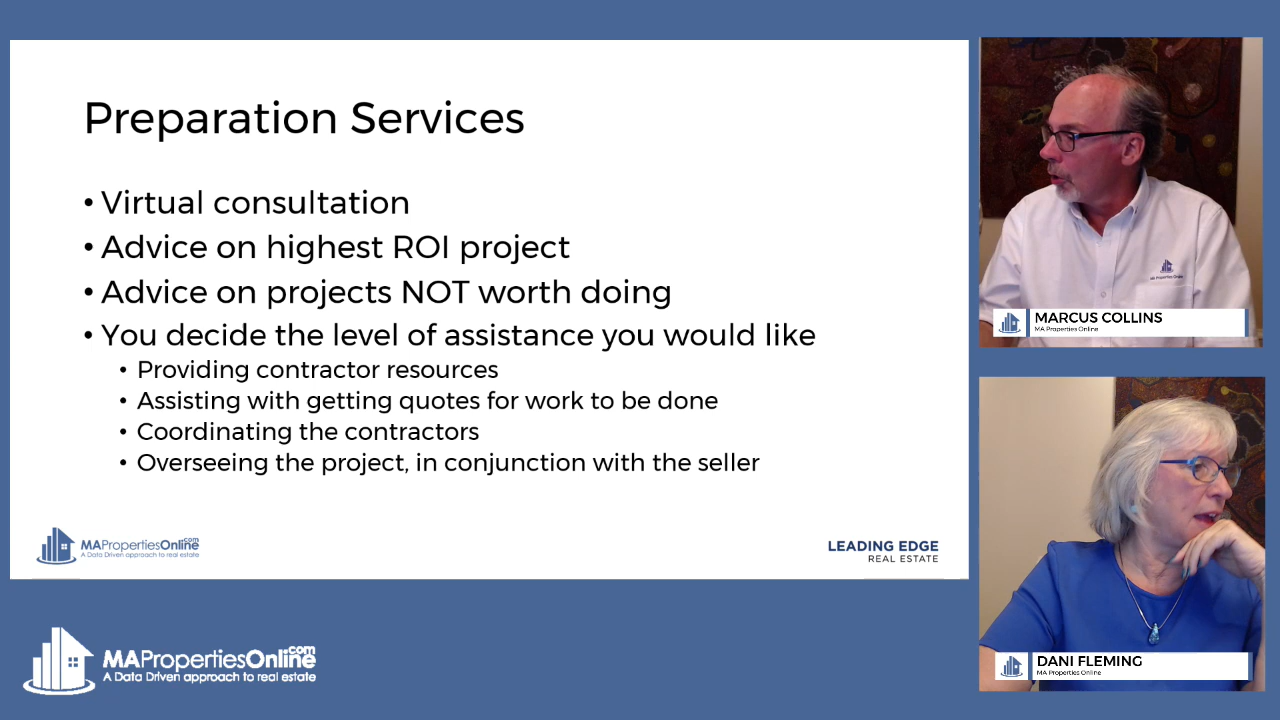 Preparation Services
• Virtual consultation
• Advice on highest ROI project
• Advice on projects NOT worth doing
• You decide the level of assistance you would like
• Providing contractor resources
• Assisting with getting quotes for work to be done
• Coordinating the contractors
• Overseeing the project, in conjunction with the seller
MAPropertiesOnline.com
A Data Driven approach to real estate
LEADING EDGE
REAL ESTATE
MA Properties Online
MARCUS COLLINS
MA Properties Online
DANI FLEMING
MA Properties Online
MAPropertiesOnline.com
A Data Driven approach to real estate